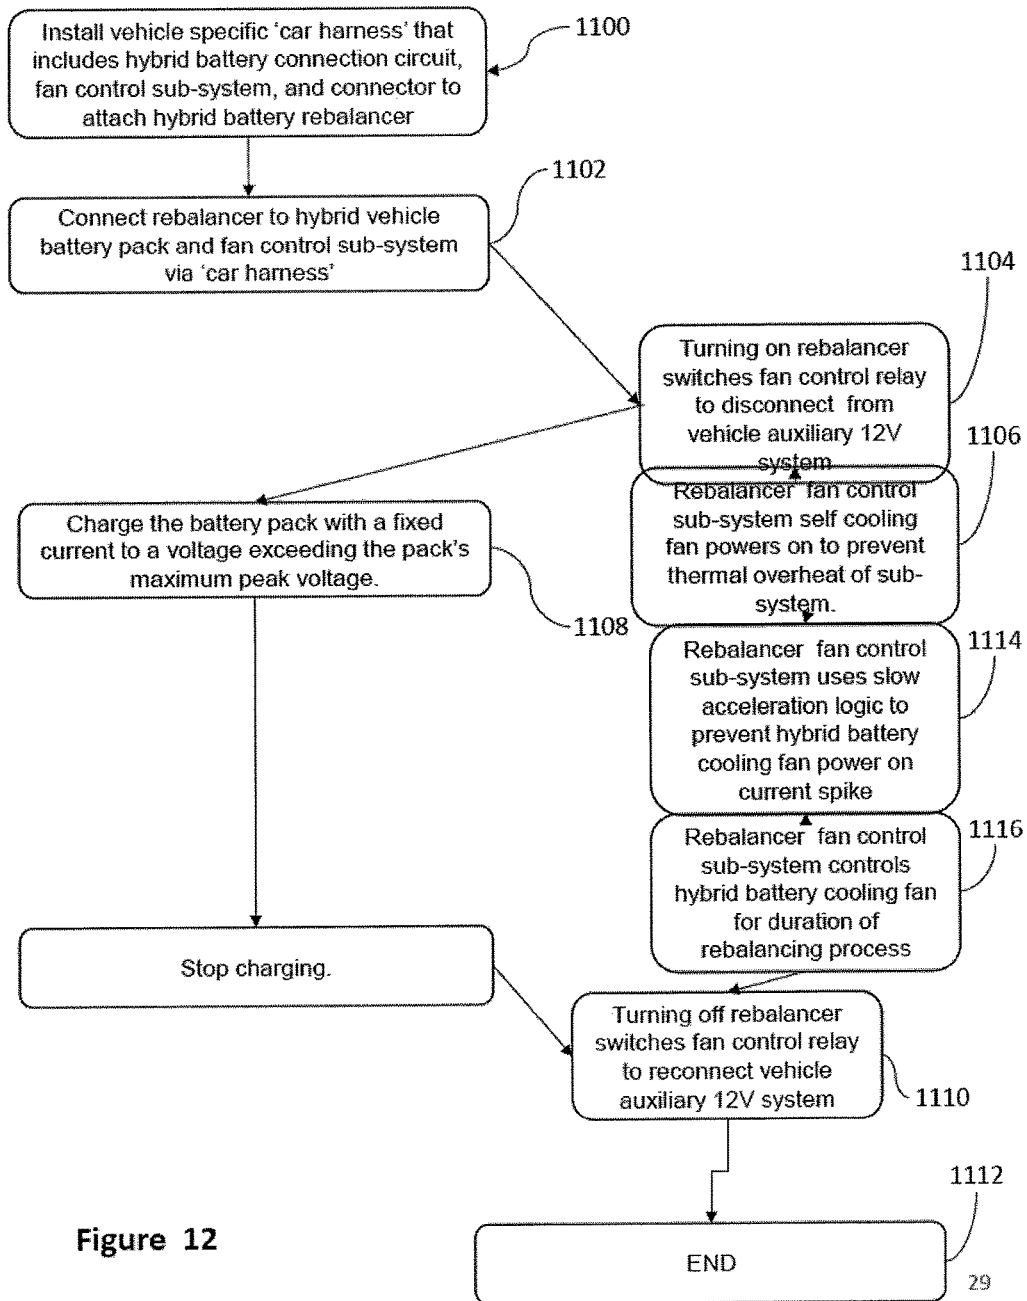 Install vehicle specific ‘car harness’ that
includes hybrid battery connection circuit,
fan control sub-system, and connector to
attach hybrid battery rebalancer
1100
Connect rebalancer to hybrid vehicle
battery pack and fan control sub-system
via ‘car harness’
1102
Turning on rebalancer
switches fan control relay
to disconnect from
vehicle auxiliary 12V
system
1104
Rebalancer fan control
sub-system self cooling
fan powers on to prevent
thermal overheat of sub-
system.
1106
Charge the battery pack with a fixed
current to a voltage exceeding the pack’s
maximum peak voltage.
1108
Rebalancer fan control
sub-system uses slow
acceleration logic to
prevent hybrid battery
cooling fan power on
current spike
1114
Rebalancer fan control
sub-system controls
hybrid battery cooling fan
for duration of
rebalancing process
1116
Stop charging.
Turning off rebalancer
switches fan control relay
to reconnect vehicle
auxiliary 12V system
1110
1112
END
Figure 12
29